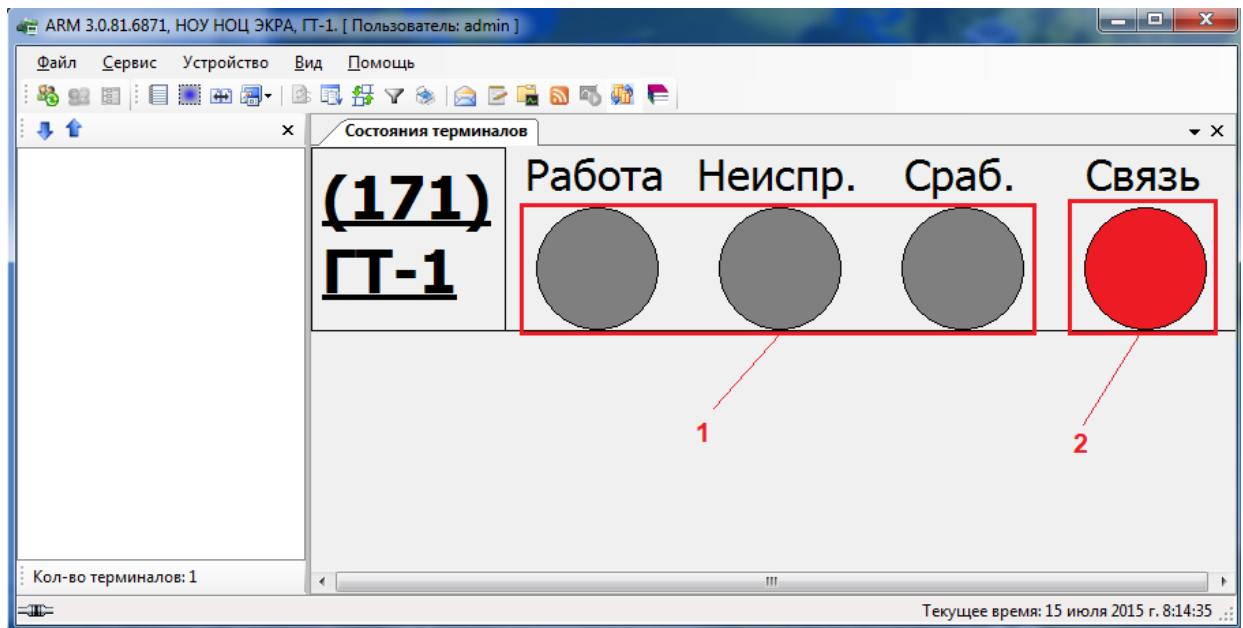 ARM 3.0.81.6871, НОУ НОЦ ЭКРА, ГТ-1. [ Пользователь: admin ]
Файл Сервис Устройство Вид Помощь
Состояния терминалов
(171)
ГТ-1
Работа Неиспр. Сраб. Связь
1
2
Кол-во терминалов: 1
Текущее время: 15 июля 2015 г. 8:14:35